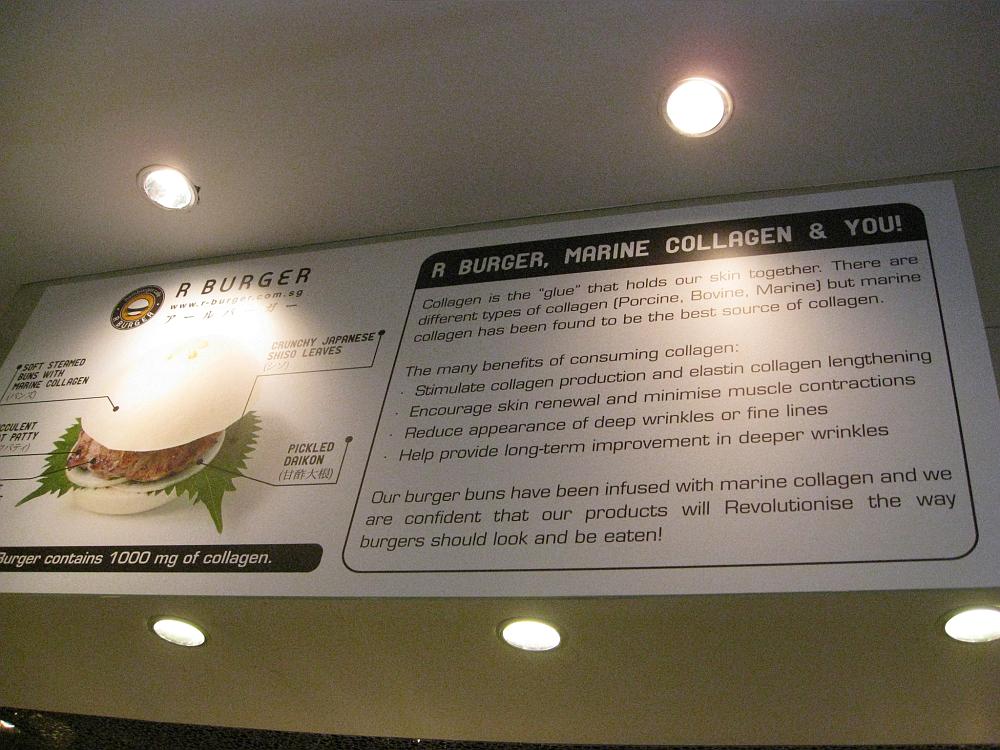 R BURGER
www.r-burger.com.sg
アールバーガー
R BURGER
SOFT STEAMED
BUNS WITH
MARINE COLLAGEN
(バンズ)
CRUNCHY JAPANESE
SHISO LEAVES
(シソ)
PICKLED
DAIKON
(甘酢大根)
Burger contains 1000 mg of collagen.
R BURGER, MARINE COLLAGEN & YOU!
Collagen is the "glue" that holds our skin together. There are
different types of collagen (Porcine, Bovine, Marine) but marine
collagen has been found to be the best source of collagen.
The many benefits of consuming collagen:
· Stimulate collagen production and elastin collagen lengthening
· Encourage skin renewal and minimise muscle contractions
· Reduce appearance of deep wrinkles or fine lines
· Help provide long-term improvement in deeper wrinkles
Our burger buns have been infused with marine collagen and we
are confident that our products will Revolutionise the way
burgers should look and be eaten!